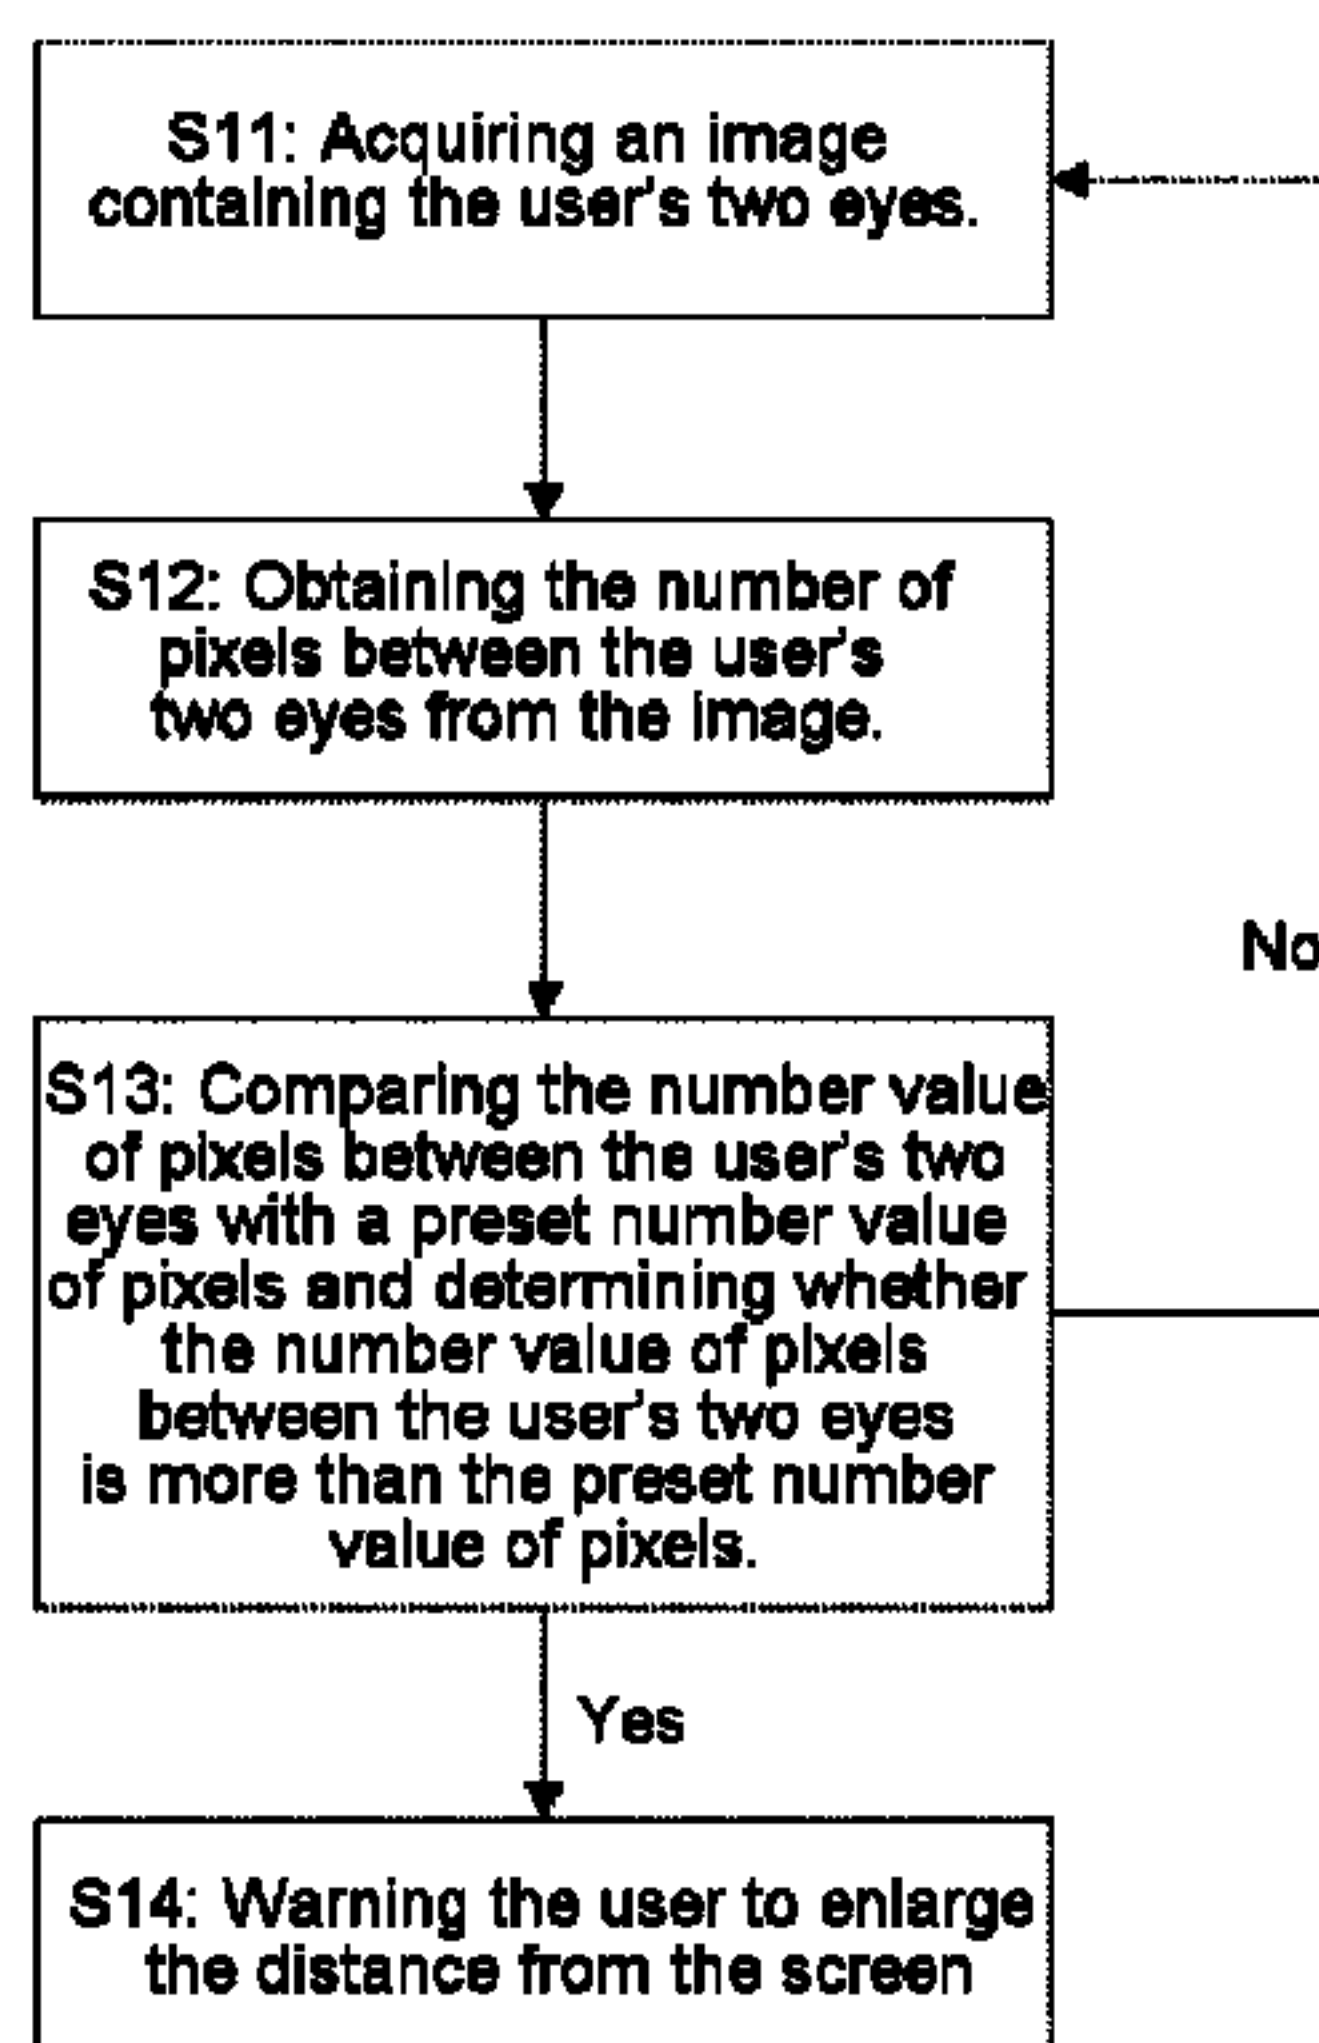 S11: Acquiring an image
containing the user's two eyes.
S12: Obtaining the number of
pixels between the user's
two eyes from the image.
No
S13: Comparing the number value
of pixels between the user's two
eyes with a preset number value
of pixels and determining whether
the number value of pixels
between the user's two eyes
is more than the preset number
value of pixels.
Yes
S14: Warning the user to enlarge
the distance from the screen